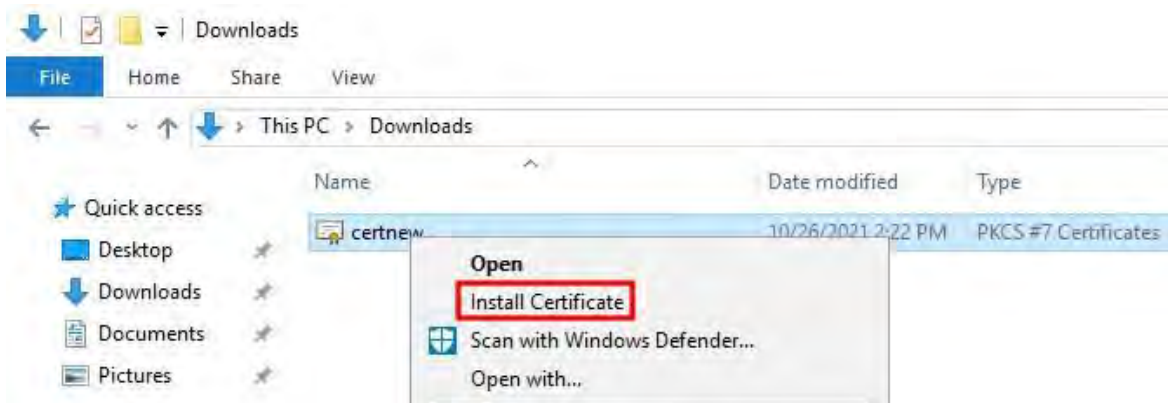 Downloads
File Home Share View
This PC > Downloads
Name Date modified Type
Quick access
certnew 10/26/2021 2:22 PM PKCS #7 Certificates
Desktop
Open
Downloads
Install Certificate
Documents
Scan with Windows Defender...
Pictures
Open with...